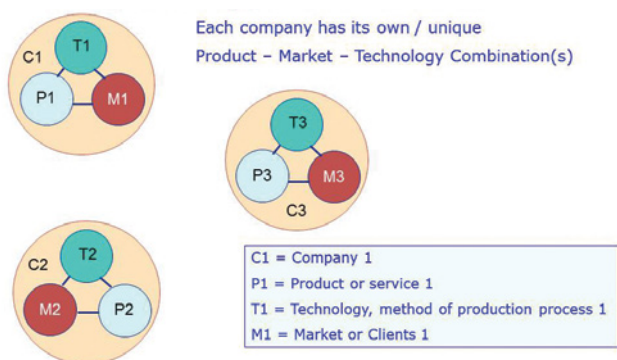 Each company has its own / unique
Product – Market – Technology Combination(s)
C1
T1
P1
M1
T3
P3
M3
C3
C2
T2
M2
P2
C1 = Company 1
P1 = Product or service 1
T1 = Technology, method of production process 1
M1 = Market or Clients 1